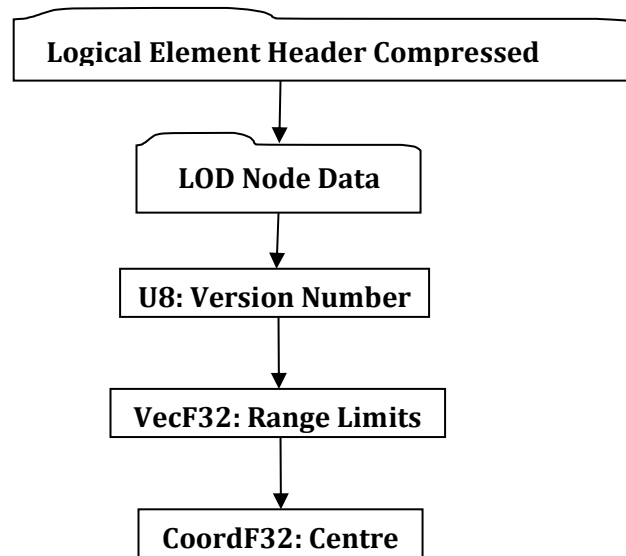 Logical Element Header Compressed
LOD Node Data
U8: Version Number
VecF32: Range Limits
CoordF32: Centre